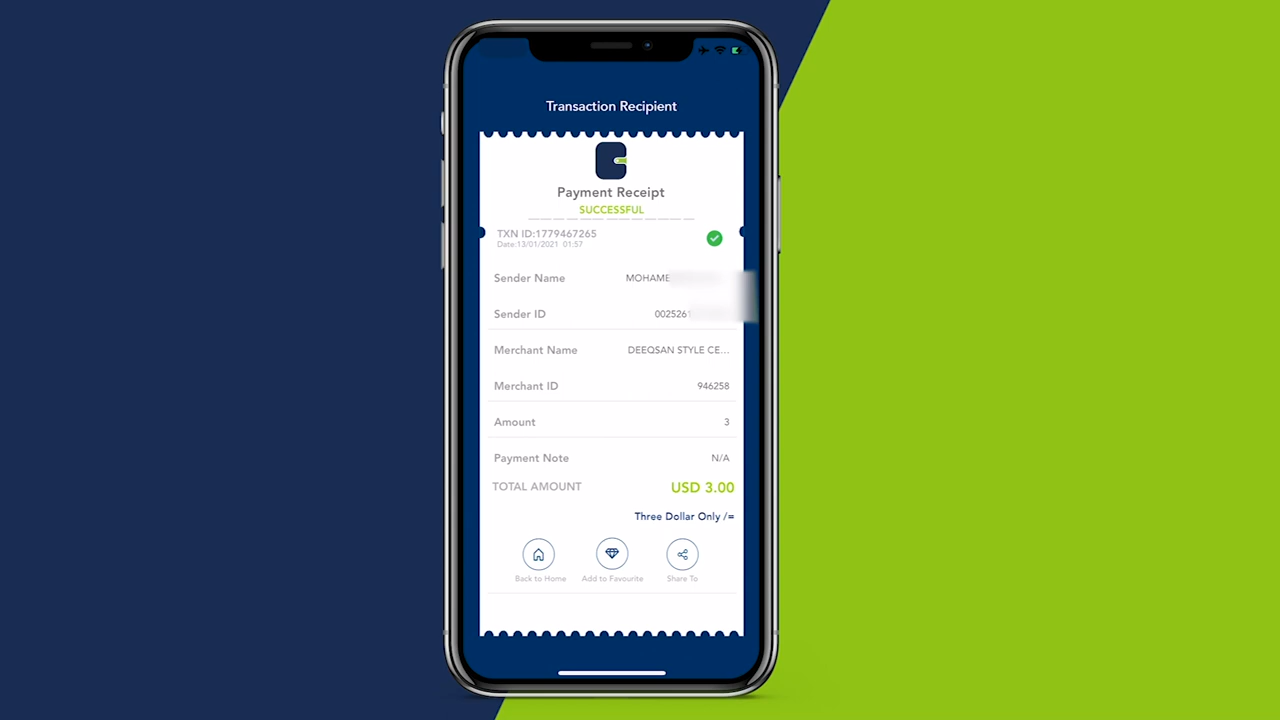 Transaction Recipient
Payment Receipt
SUCCESSFUL
TXN ID:1779467265
Date:13/01/2021 01:57
Sender Name MOHAME
Sender ID 002526
Merchant Name DEEQSAN STYLE CE...
Merchant ID 946258
Amount 3
Payment Note N/A
TOTAL AMOUNT USD 3.00
Three Dollar Only /=
Back to Home Add to Favourite Share To